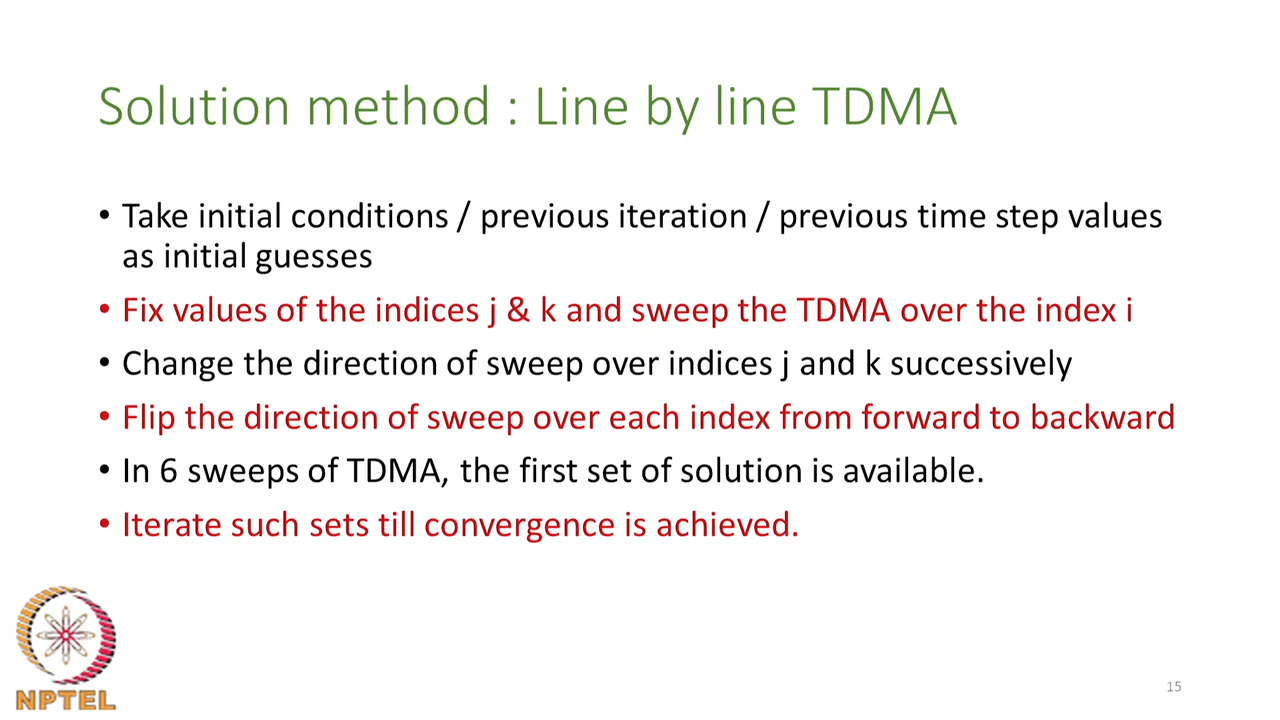 Solution method : Line by line TDMA
• Take initial conditions / previous iteration / previous time step values
as initial guesses
• Fix values of the indices j & k and sweep the TDMA over the index i
• Change the direction of sweep over indices j and k successively
• Flip the direction of sweep over each index from forward to backward
• In 6 sweeps of TDMA, the first set of solution is available.
• Iterate such sets till convergence is achieved.
NPTEL
15